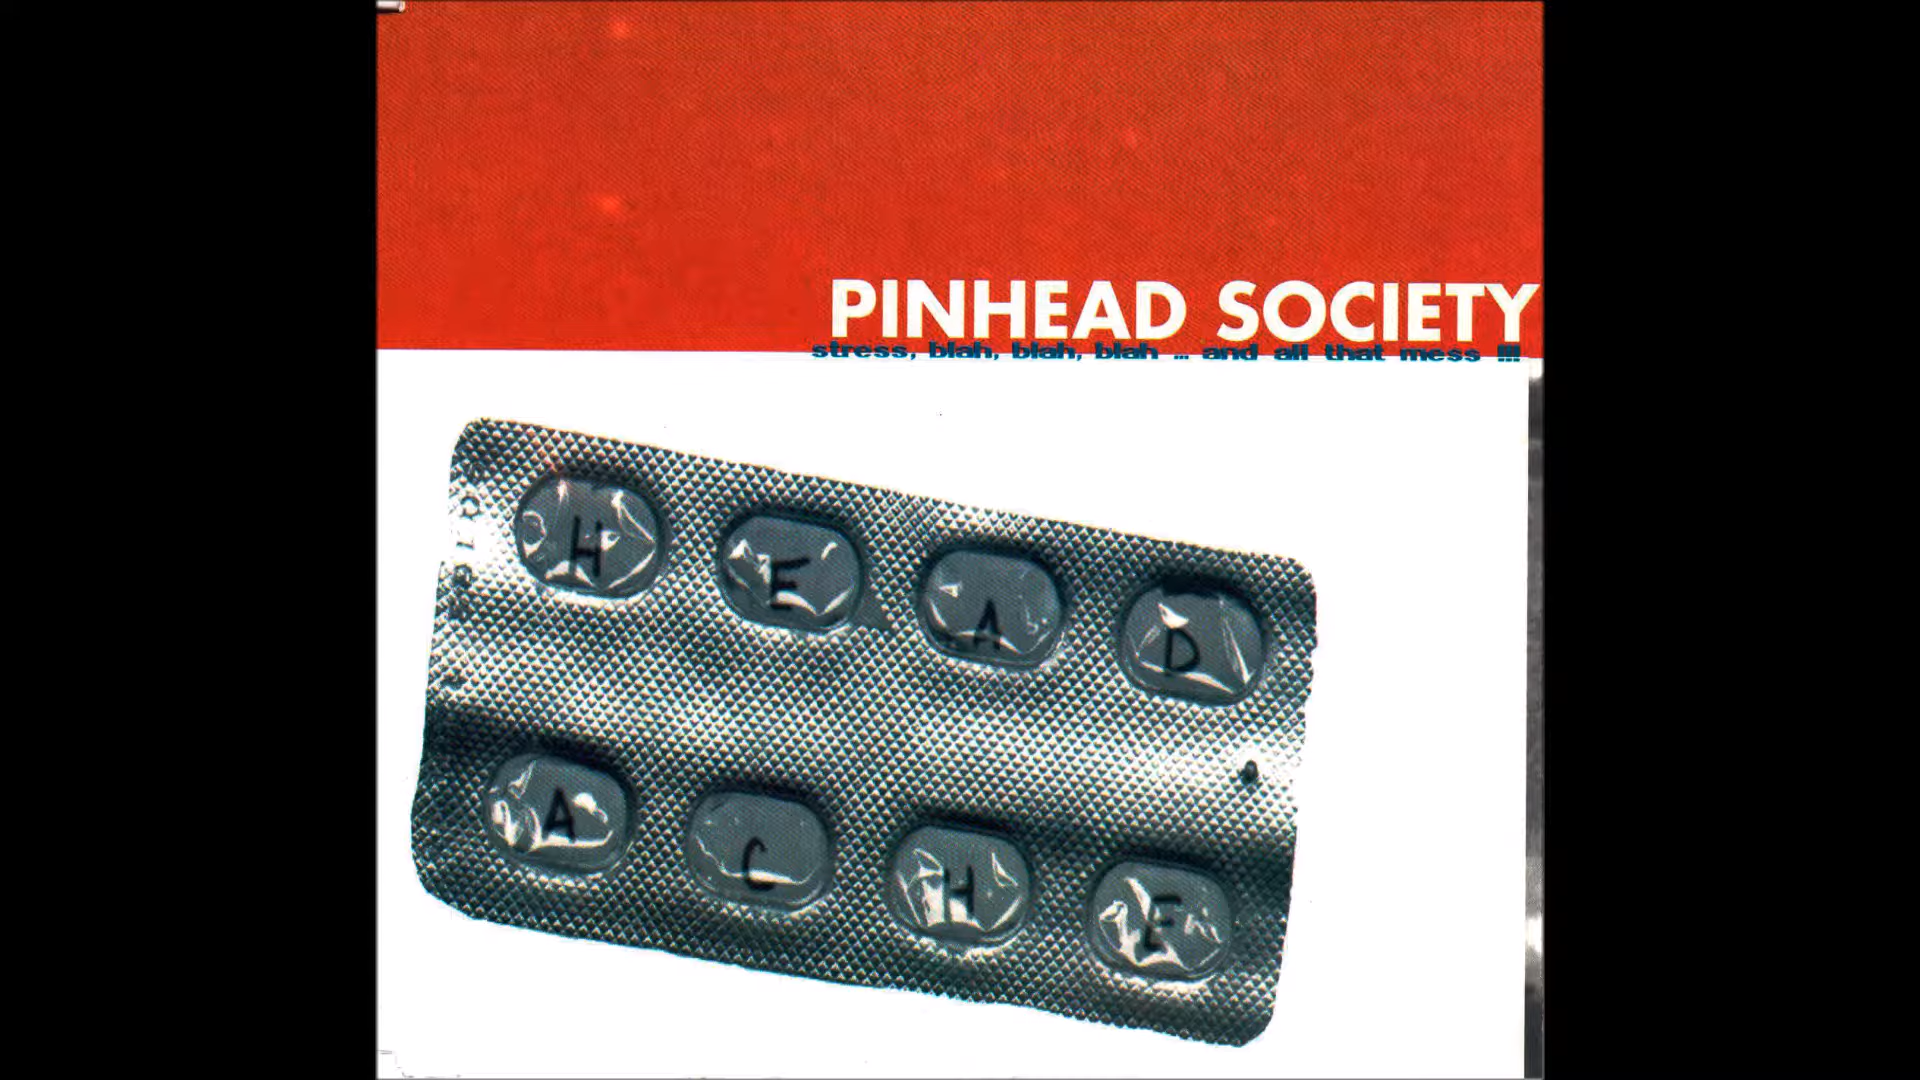 PINHEAD SOCIETY
stress, blah, blah, blah ... and all that mess !!!
H E A D
A C H E